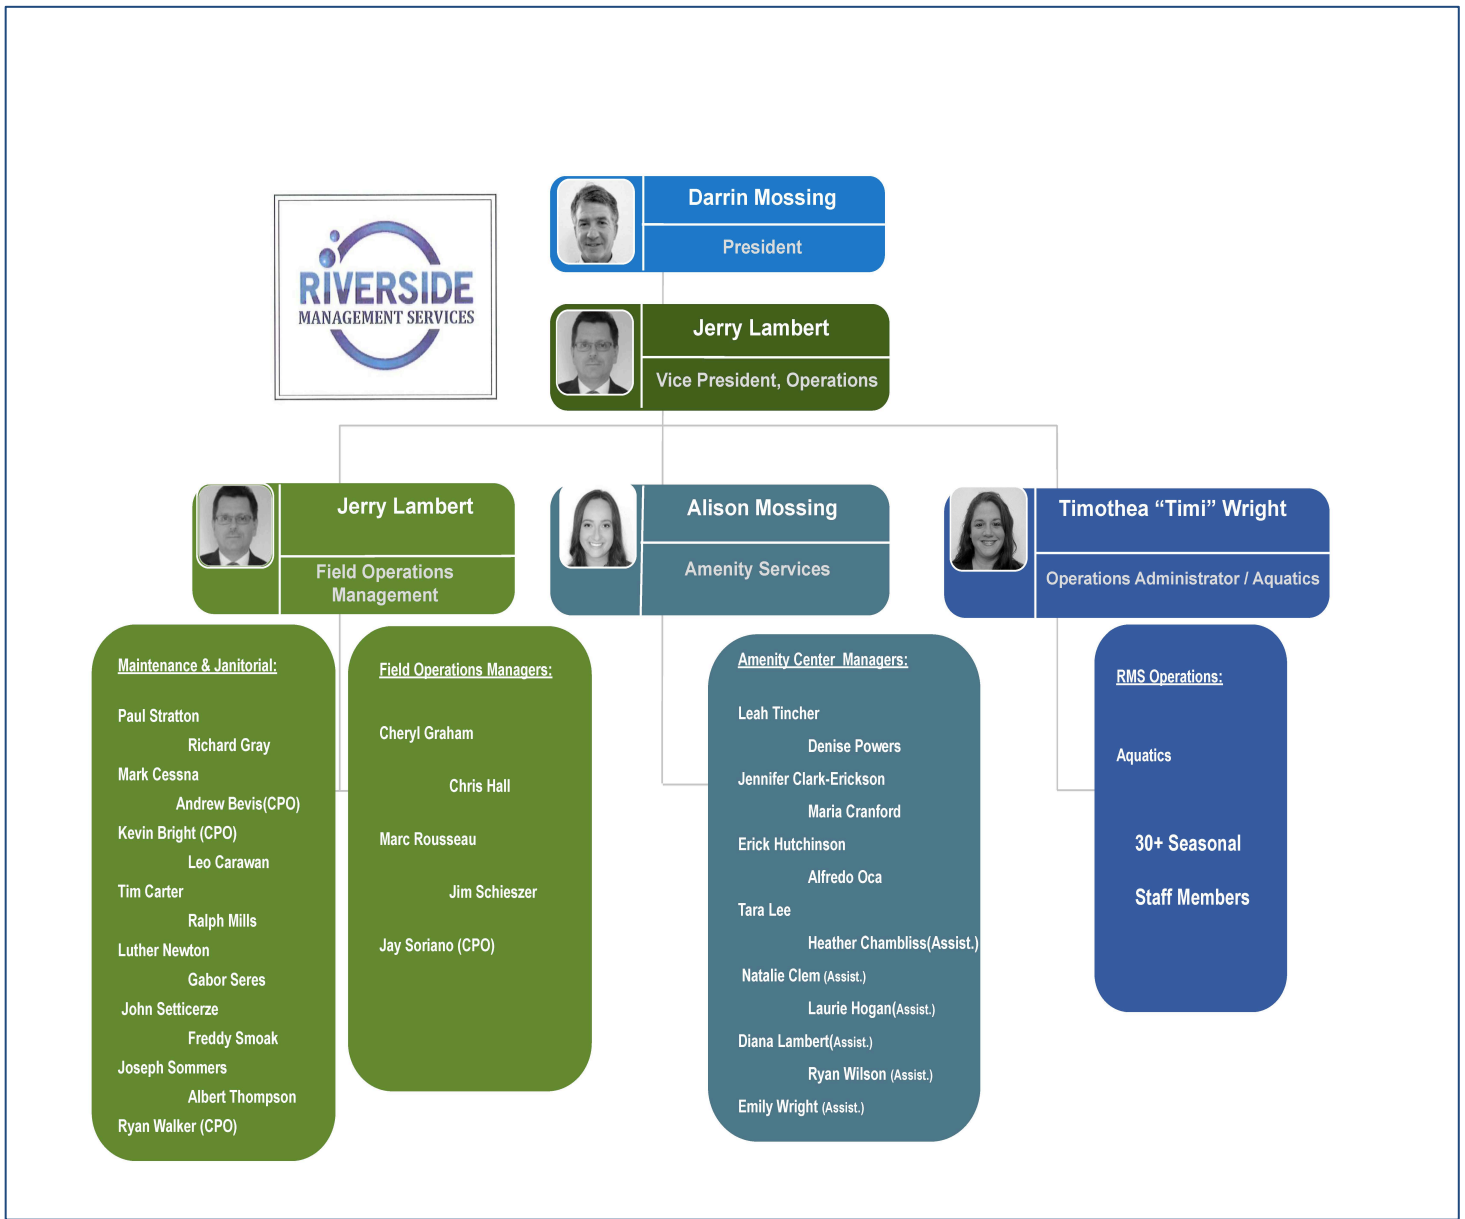 RIVERSIDE
MANAGEMENT SERVICES
Darrin Mossing
President
Jerry Lambert
Vice President, Operations
Jerry Lambert
Field Operations
Management
Alison Mossing
Amenity Services
Timothea “Timi” Wright
Operations Administrator / Aquatics
Maintenance & Janitorial:
Paul Stratton
Richard Gray
Mark Cessna
Andrew Bevis(CPO)
Kevin Bright (CPO)
Leo Carawan
Tim Carter
Ralph Mills
Luther Newton
Gabor Seres
John Setticerze
Freddy Smoak
Joseph Sommers
Albert Thompson
Ryan Walker (CPO)
Field Operations Managers:
Cheryl Graham
Chris Hall
Marc Rousseau
Jim Schieszer
Jay Soriano (CPO)
Amenity Center Managers:
Leah Tincher
Denise Powers
Jennifer Clark-Erickson
Maria Cranford
Erick Hutchinson
Alfredo Oca
Tara Lee
Heather Chambliss(Assist.)
Natalie Clem (Assist.)
Laurie Hogan(Assist.)
Diana Lambert(Assist.)
Ryan Wilson (Assist.)
Emily Wright (Assist.)
RMS Operations:
Aquatics
30+ Seasonal
Staff Members